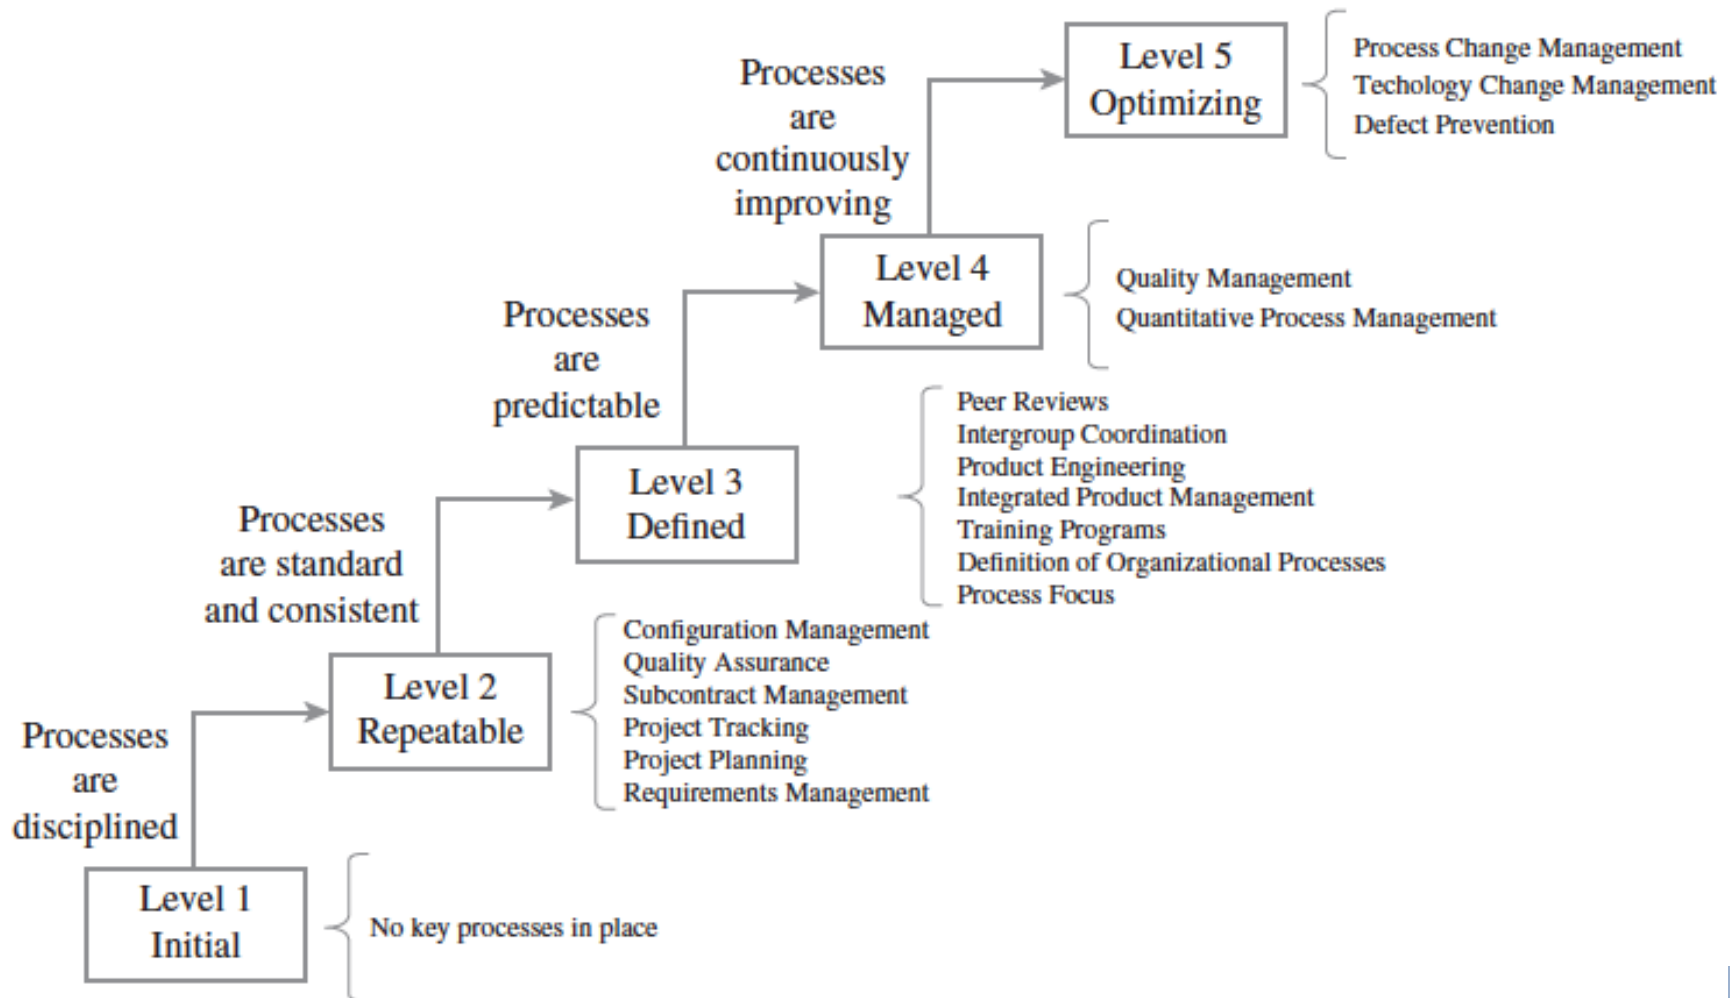 Processes
are
continuously
improving
Level 5
Optimizing
Process Change Management
Techology Change Management
Defect Prevention
Processes
are
predictable
Level 4
Managed
Quality Management
Quantitative Process Management
Processes
are standard
and consistent
Level 3
Defined
Peer Reviews
Intergroup Coordination
Product Engineering
Integrated Product Management
Training Programs
Definition of Organizational Processes
Process Focus
Processes
are
disciplined
Level 2
Repeatable
Configuration Management
Quality Assurance
Subcontract Management
Project Tracking
Project Planning
Requirements Management
Level 1
Initial
No key processes in place